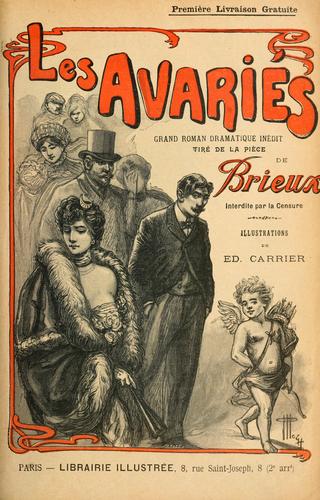 Première Livraison Gratuite
Les AVARIÉS
GRAND ROMAN DRAMATIQUE INÉDIT
TIRÉ DE LA PIÈCE
DE
Brieux
Interdite par la Censure
ILLUSTRATIONS
DE
ED. CARRIER
PARIS — LIBRAIRIE ILLUSTRÉE, 8, rue Saint-Joseph, 8 (2e arrt)